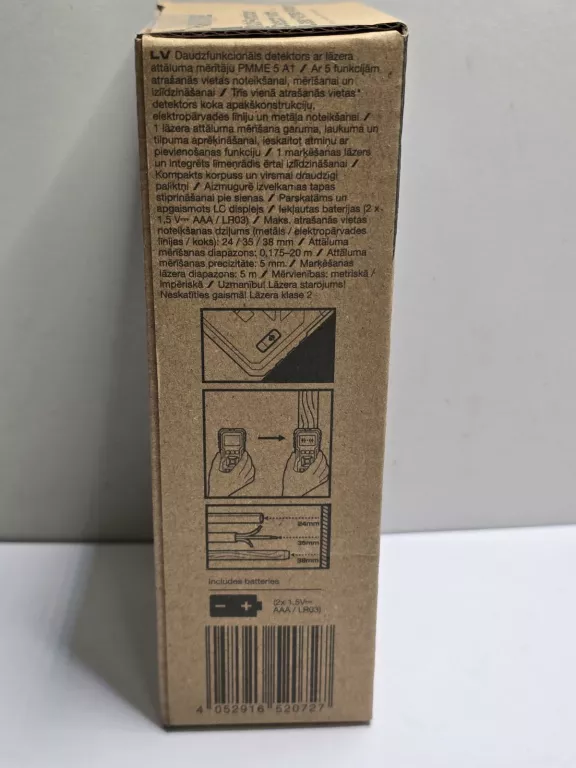 LV Daudzfunkcionāls detektors ar lāzera
attāluma mērītāju PMME 5 A1 / Ar 5 funkcijām
atrašanās vietas noteikšanai, mērīšanai un
izlīdzināšanai / Trīs vienā atrašanās vietas
detektors koka apakškonstrukciju,
elektropārvades līniju un metāla noteikšanai /
1 lāzera attāluma mērīšana garuma, laukuma un
tilpuma aprēķināšanai, ieskaitot atmiņu ar
pievienošanas funkciju / 1 marķēšanas lāzers
un integrēts līmeņrādis ērtai izlīdzināšanai /
Kompakts korpuss un virsmai draudzīgi
paliktņi / Aizmugurē izvelkamas tapas
stiprināšanai pie sienas / Pārskatāms un
apgaismots LC displejs / Iekļautas baterijas (2 x
1,5 V⎓ AAA / LR03) / Maks. atrašanās vietas
noteikšanas dziļums (metāls / elektropārvades
līnijas / koks): 24 / 35 / 38 mm / Attāluma
mērīšanas diapazons: 0,175–20 m / Attāluma
mērīšanas precizitāte: 5 mm / Marķēšanas
lāzera diapazons: 5 m / Mērvienības: metriskā /
Impēriskā / Uzmanību! Lāzera starojums!
Neskatīties gaismā! Lāzera klase 2
24mm
35mm
38mm
Includes batteries
(2x 1.5V⎓
AAA / LR03)
4 052916 520727